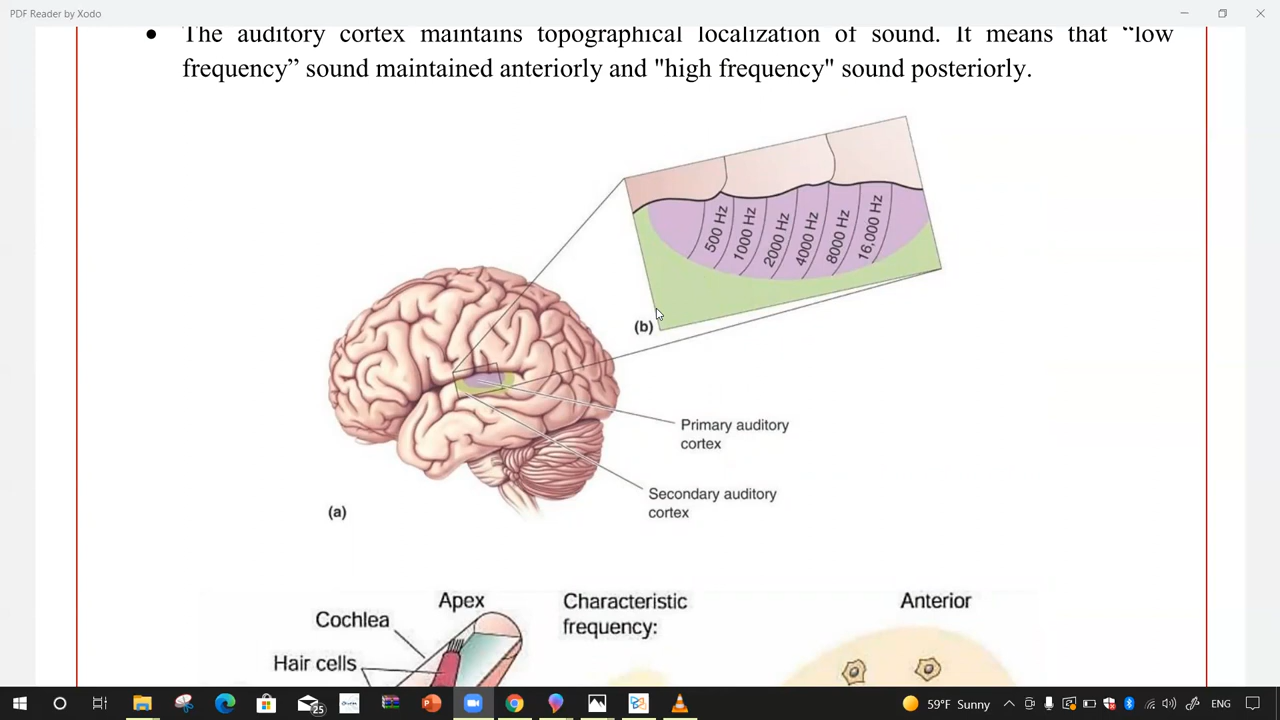 PDF Reader by Xodo
The auditory cortex maintains topographical localization of sound. It means that “low
frequency” sound maintained anteriorly and "high frequency" sound posteriorly.
500 Hz
1000 Hz
2000 Hz
4000 Hz
8000 Hz
16,000 Hz
(b)
Primary auditory
cortex
Secondary auditory
cortex
(a)
Apex
Cochlea
Hair cells
Characteristic
frequency:
Anterior
25
59°F Sunny
ENG